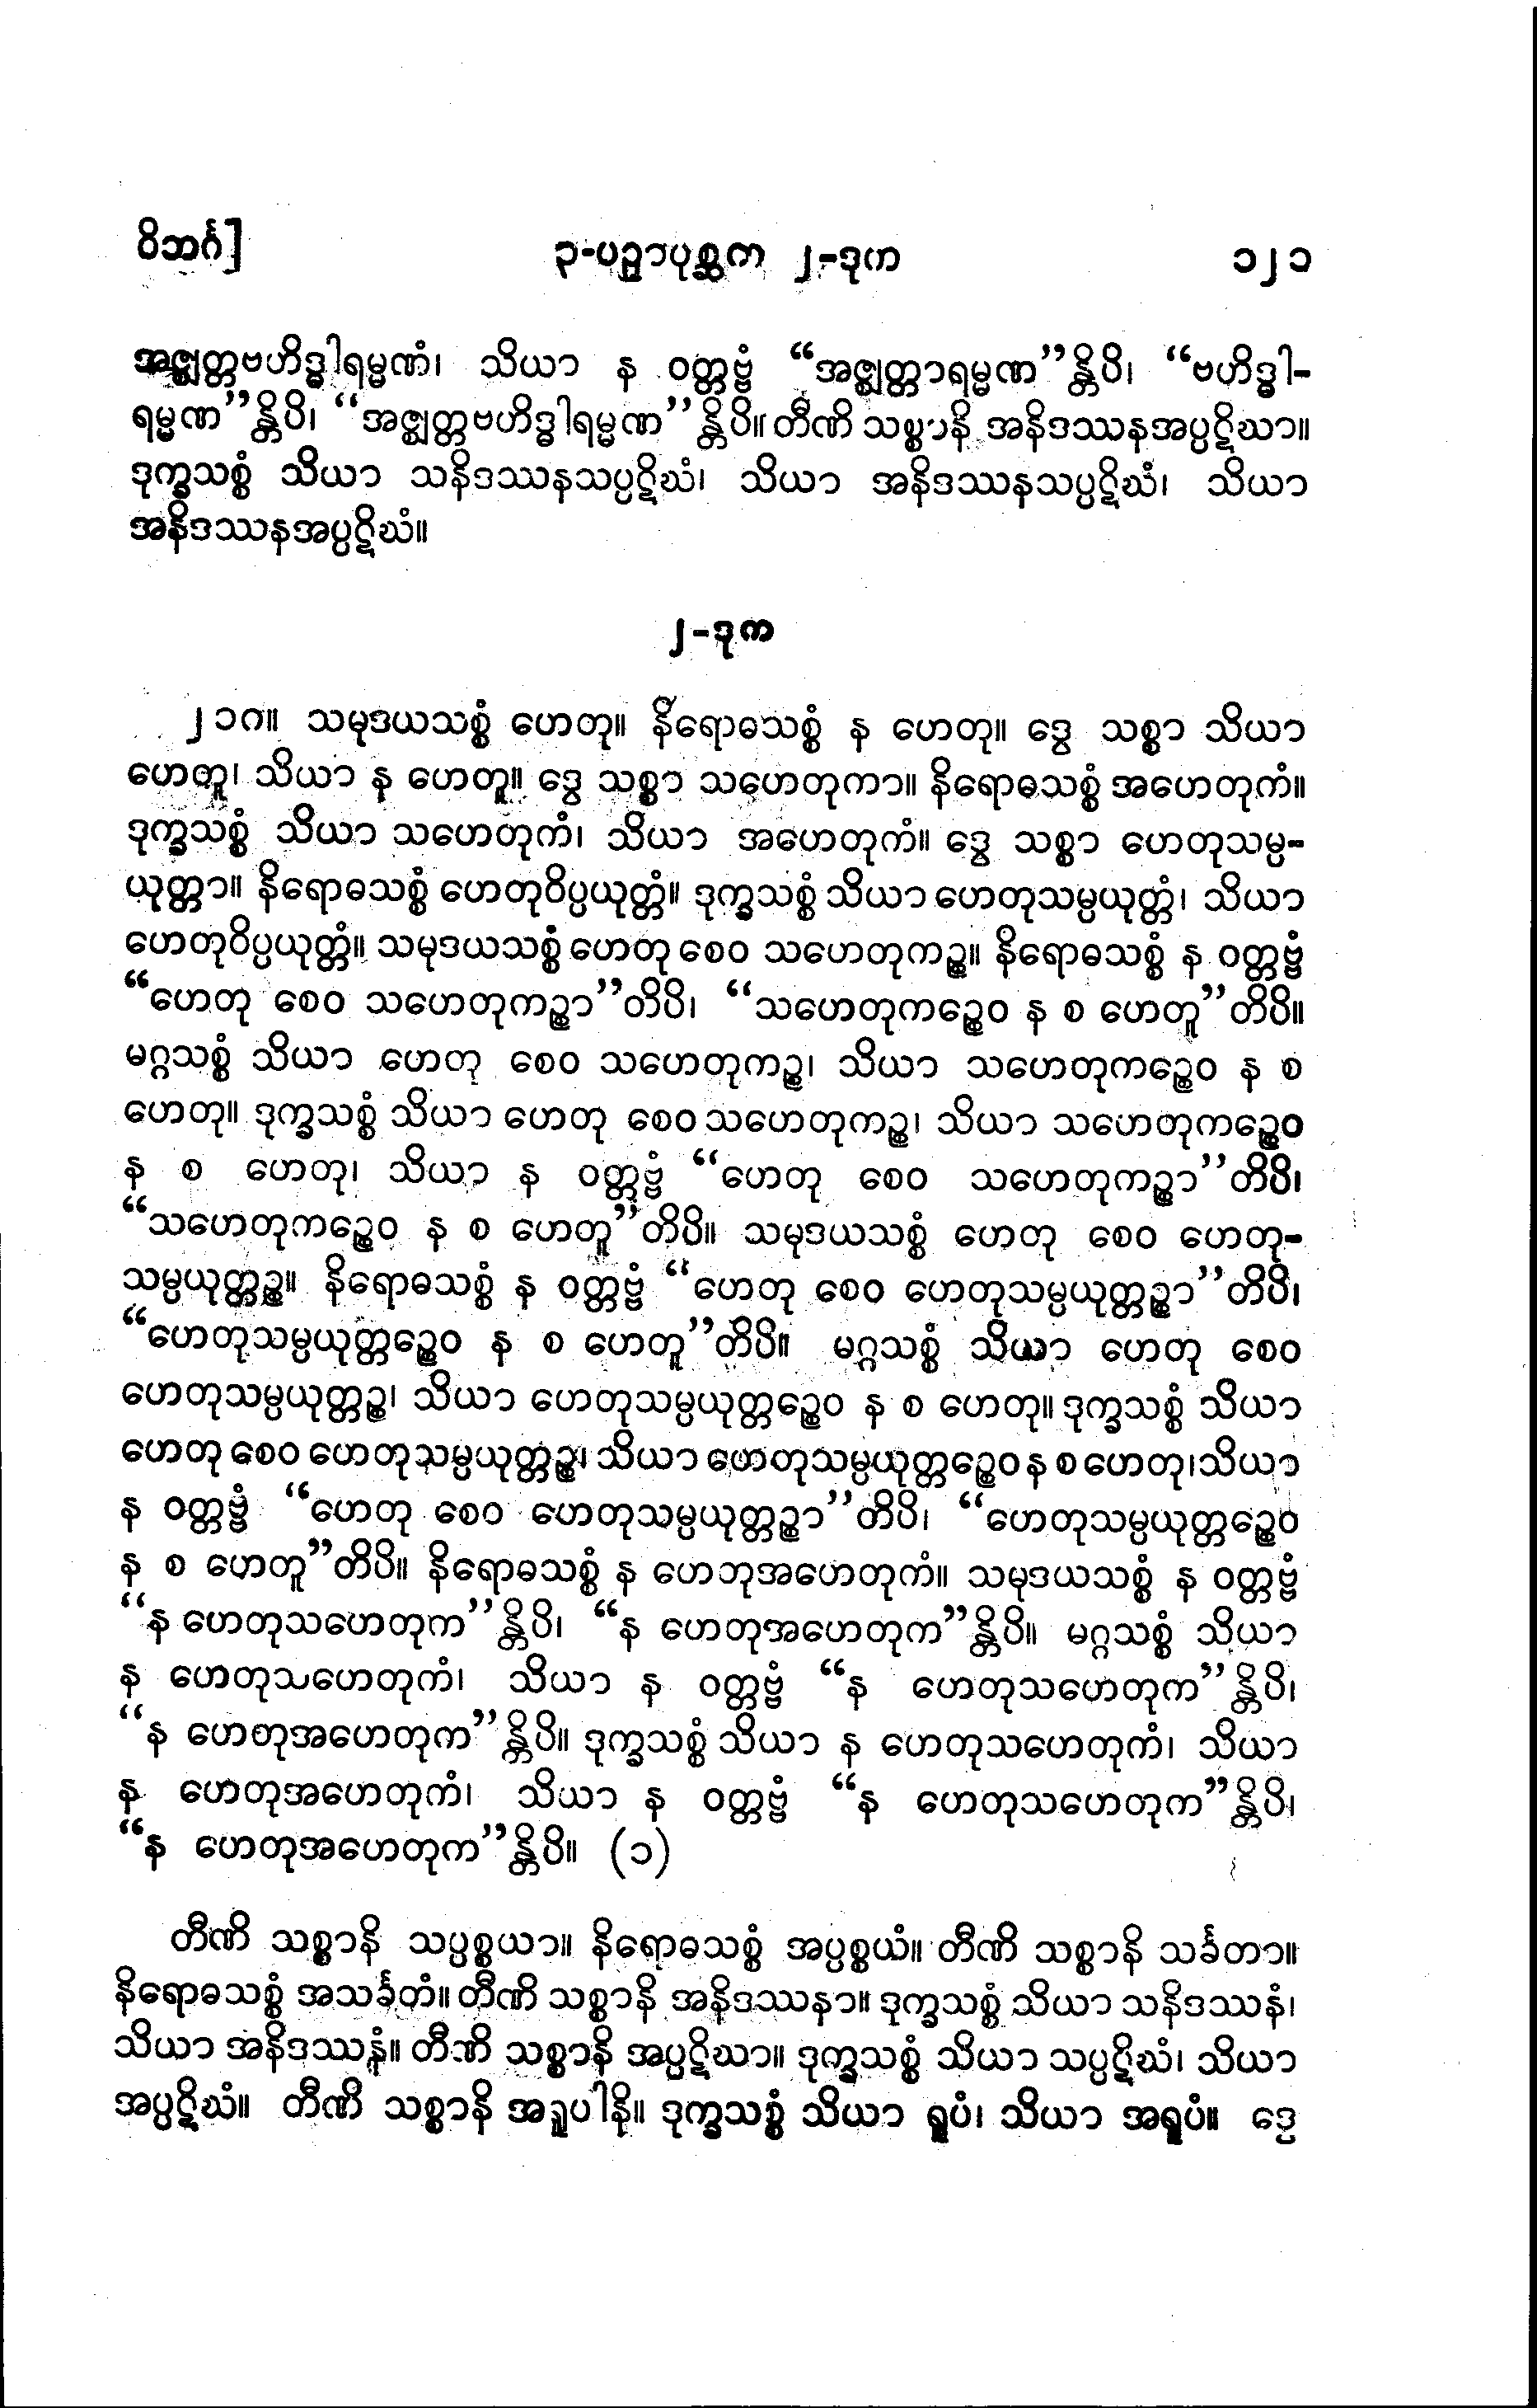 ဝိဘင်္ဂ]
၃-ပဉှာပုစ္ဆက ၂-ဒုက
၁၂၁
အဇ္ဈတ္တဗဟိဒ္ဓါရမ္မဏံ၊ သိယာ န ဝတ္တဗ္ဗံ “အဇ္ဈတ္တာရမ္မဏ”န္တိပိ၊ “ဗဟိဒ္ဓါ-
ရမ္မဏ”န္တိပိ၊ “အဇ္ဈတ္တဗဟိဒ္ဓါရမ္မဏ”န္တိပိ။ တီဏိ သစ္စာနိ အနိဒဿနအပ္ပဋိဃာ။
ဒုက္ခသစ္စံ သိယာ သနိဒဿနသပ္ပဋိဃံ၊ သိယာ အနိဒဿနသပ္ပဋိဃံ၊ သိယာ
အနိဒဿနအပ္ပဋိဃံ။
၂-ဒုက
၂၁၈။ သမုဒယသစ္စံ ဟေတု။ နိရောဓသစ္စံ န ဟေတု။ ဒွေ သစ္စာ သိယာ
ဟေတူ၊ သိယာ န ဟေတူ။ ဒွေ သစ္စာ သဟေတုကာ။ နိရောဓသစ္စံ အဟေတုကံ။
ဒုက္ခသစ္စံ သိယာ သဟေတုကံ၊ သိယာ အဟေတုကံ။ ဒွေ သစ္စာ ဟေတုသမ္ပ-
ယုတ္တာ။ နိရောဓသစ္စံ ဟေတုဝိပ္ပယုတ္တံ။ ဒုက္ခသစ္စံ သိယာ ဟေတုသမ္ပယုတ္တံ၊ သိယာ
ဟေတုဝိပ္ပယုတ္တံ။ သမုဒယသစ္စံ ဟေတု စေဝ သဟေတုကဉ္စ။ နိရောဓသစ္စံ န ဝတ္တဗ္ဗံ
“ဟေတု စေဝ သဟေတုကဉ္စာ”တိပိ၊ “သဟေတုကဉ္စေဝ န စ ဟေတူ”တိပိ။
မဂ္ဂသစ္စံ သိယာ ဟေတု စေဝ သဟေတုကဉ္စ၊ သိယာ သဟေတုကဉ္စေဝ န စ
ဟေတု။ ဒုက္ခသစ္စံ သိယာ ဟေတု စေဝ သဟေတုကဉ္စ၊ သိယာ သဟေတုကဉ္စေဝ
န စ ဟေတု၊ သိယာ န ဝတ္တဗ္ဗံ “ဟေတု စေဝ သဟေတုကဉ္စာ”တိပိ၊
“သဟေတုကဉ္စေဝ န စ ဟေတူ”တိပိ။ သမုဒယသစ္စံ ဟေတု စေဝ ဟေတု-
သမ္ပယုတ္တဉ္စ။ နိရောဓသစ္စံ န ဝတ္တဗ္ဗံ “ဟေတု စေဝ ဟေတုသမ္ပယုတ္တဉ္စာ”တိပိ၊
“ဟေတုသမ္ပယုတ္တဉ္စေဝ န စ ဟေတူ”တိပိ။ မဂ္ဂသစ္စံ သိယာ ဟေတု စေဝ
ဟေတုသမ္ပယုတ္တဉ္စ၊ သိယာ ဟေတုသမ္ပယုတ္တဉ္စေဝ န စ ဟေတု။ ဒုက္ခသစ္စံ သိယာ
ဟေတု စေဝ ဟေတုသမ္ပယုတ္တဉ္စ၊ သိယာ ဟေတုသမ္ပယုတ္တဉ္စေဝ န စ ဟေတု၊ သိယာ
န ဝတ္တဗ္ဗံ “ဟေတု စေဝ ဟေတုသမ္ပယုတ္တဉ္စာ”တိပိ၊ “ဟေတုသမ္ပယုတ္တဉ္စေဝ
န စ ဟေတူ”တိပိ။ နိရောဓသစ္စံ န ဟေတုအဟေတုကံ။ သမုဒယသစ္စံ န ဝတ္တဗ္ဗံ
“န ဟေတုသဟေတုက”န္တိပိ၊ “န ဟေတုအဟေတုက”န္တိပိ။ မဂ္ဂသစ္စံ သိယာ
န ဟေတုသဟေတုကံ၊ သိယာ န ဝတ္တဗ္ဗံ “န ဟေတုသဟေတုက”န္တိပိ၊
“န ဟေတုအဟေတုက”န္တိပိ။ ဒုက္ခသစ္စံ သိယာ န ဟေတုသဟေတုကံ၊ သိယာ
န ဟေတုအဟေတုကံ၊ သိယာ န ဝတ္တဗ္ဗံ “န ဟေတုသဟေတုက”န္တိပိ၊
“န ဟေတုအဟေတုက”န္တိပိ။ (၁)
တီဏိ သစ္စာနိ သပ္ပစ္စယာ။ နိရောဓသစ္စံ အပ္ပစ္စယံ။ တီဏိ သစ္စာနိ သင်္ခတာ။
နိရောဓသစ္စံ အသင်္ခတံ။ တီဏိ သစ္စာနိ အနိဒဿနာ။ ဒုက္ခသစ္စံ သိယာ သနိဒဿနံ၊
သိယာ အနိဒဿနံ။ တီဏိ သစ္စာနိ အပ္ပဋိဃာ။ ဒုက္ခသစ္စံ သိယာ သပ္ပဋိဃံ၊ သိယာ
အပ္ပဋိဃံ။ တီဏိ သစ္စာနိ အရူပါနိ။ ဒုက္ခသစ္စံ သိယာ ရူပံ၊ သိယာ အရူပံ။ ဒွေ